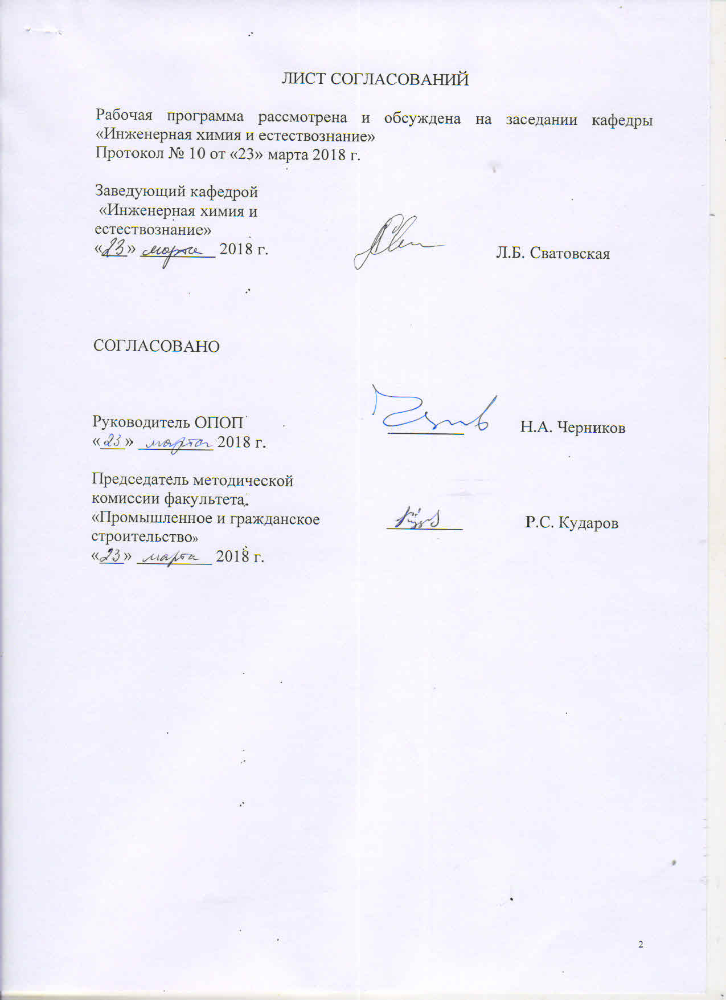 ЛИСТ СОГЛАСОВАНИЙ
Рабочая программа рассмотрена и обсуждена на заседании кафедры
«Инженерная химия и естествознание»
Протокол № 10 от «23» марта 2018 г.
Заведующий кафедрой
«Инженерная химия и
естествознание»
«23» марта 2018 г.
Л.Б. Сватовская
СОГЛАСОВАНО
Руководитель ОПОП
Н.А. Черников
«23» марта 2018 г.
Председатель методической
комиссии факультета
«Промышленное и гражданское
Р.С. Кударов
строительство»
«23» марта 2018 г.
2